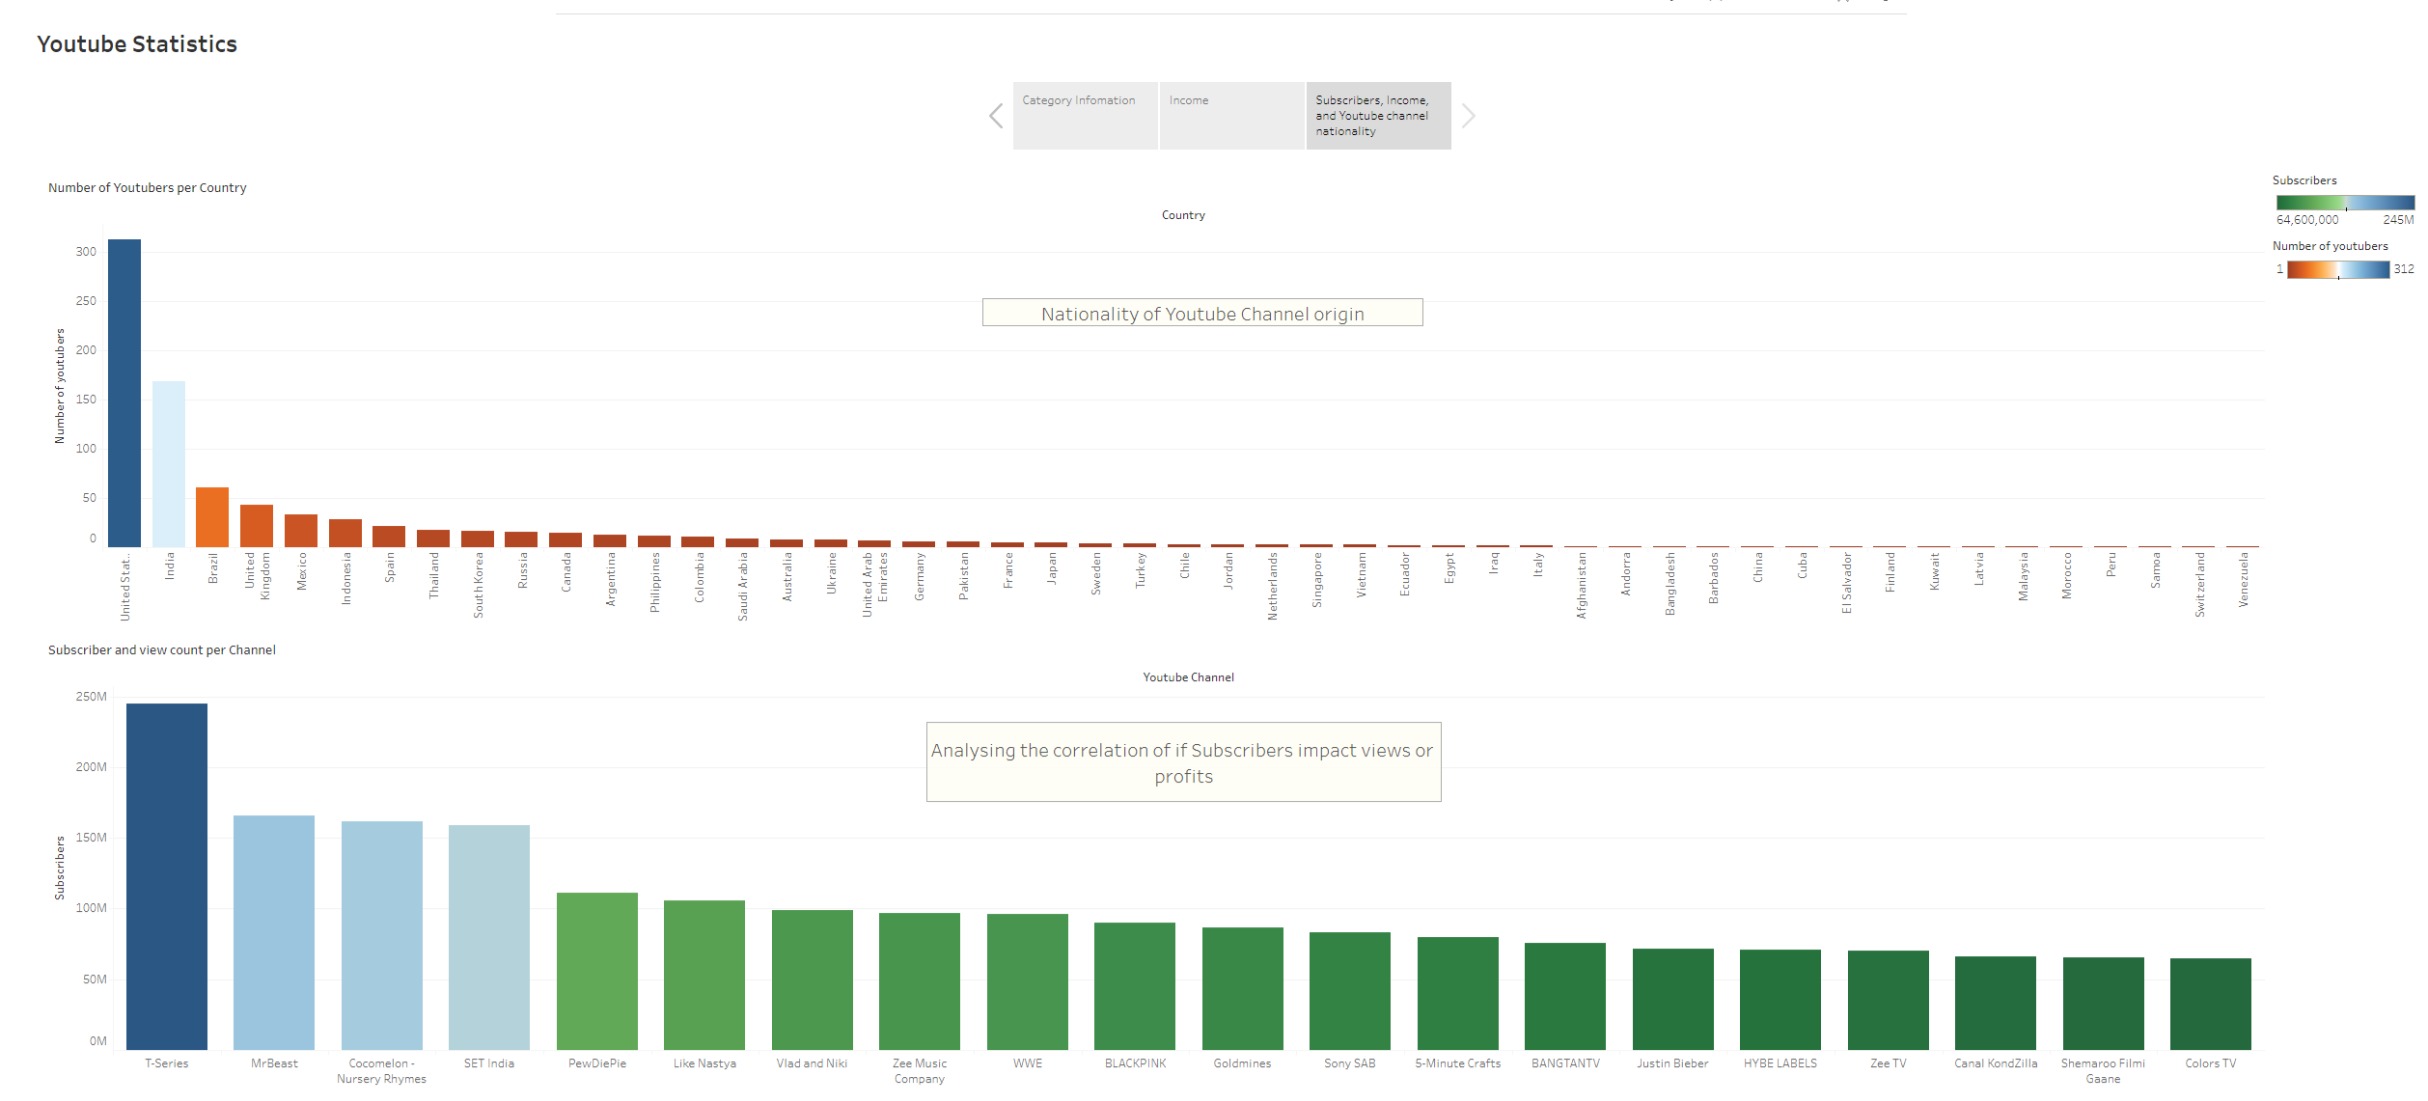 Youtube Statistics
Category Infomation
Income
Subscribers, Income,
and Youtube channel
nationality
Number of Youtubers per Country
Country
Subscribers
64,600,000
245M
Number of youtubers
1
312
Number of youtubers
300
250
200
150
100
50
0
Nationality of Youtube Channel origin
United Stat..
India
Brazil
United
Kingdom
Mexico
Indonesia
Spain
Thailand
South Korea
Russia
Canada
Argentina
Philippines
Colombia
Saudi Arabia
Australia
Ukraine
United Arab
Emirates
Germany
Pakistan
France
Japan
Sweden
Turkey
Chile
Jordan
Netherlands
Singapore
Vietnam
Ecuador
Egypt
Iraq
Italy
Afghanistan
Andorra
Bangladesh
Barbados
China
Cuba
El Salvador
Finland
Kuwait
Latvia
Malaysia
Morocco
Peru
Samoa
Switzerland
Venezuela
Subscriber and view count per Channel
Youtube Channel
Subscribers
250M
200M
150M
100M
50M
0M
Analysing the correlation of if Subscribers impact views or
profits
T-Series
MrBeast
Cocomelon -
Nursery Rhymes
SET India
PewDiePie
Like Nastya
Vlad and Niki
Zee Music
Company
WWE
BLACKPINK
Goldmines
Sony SAB
5-Minute Crafts
BANGTANTV
Justin Bieber
HYBE LABELS
Zee TV
Canal KondZilla
Shemaroo Filmi
Gaane
Colors TV